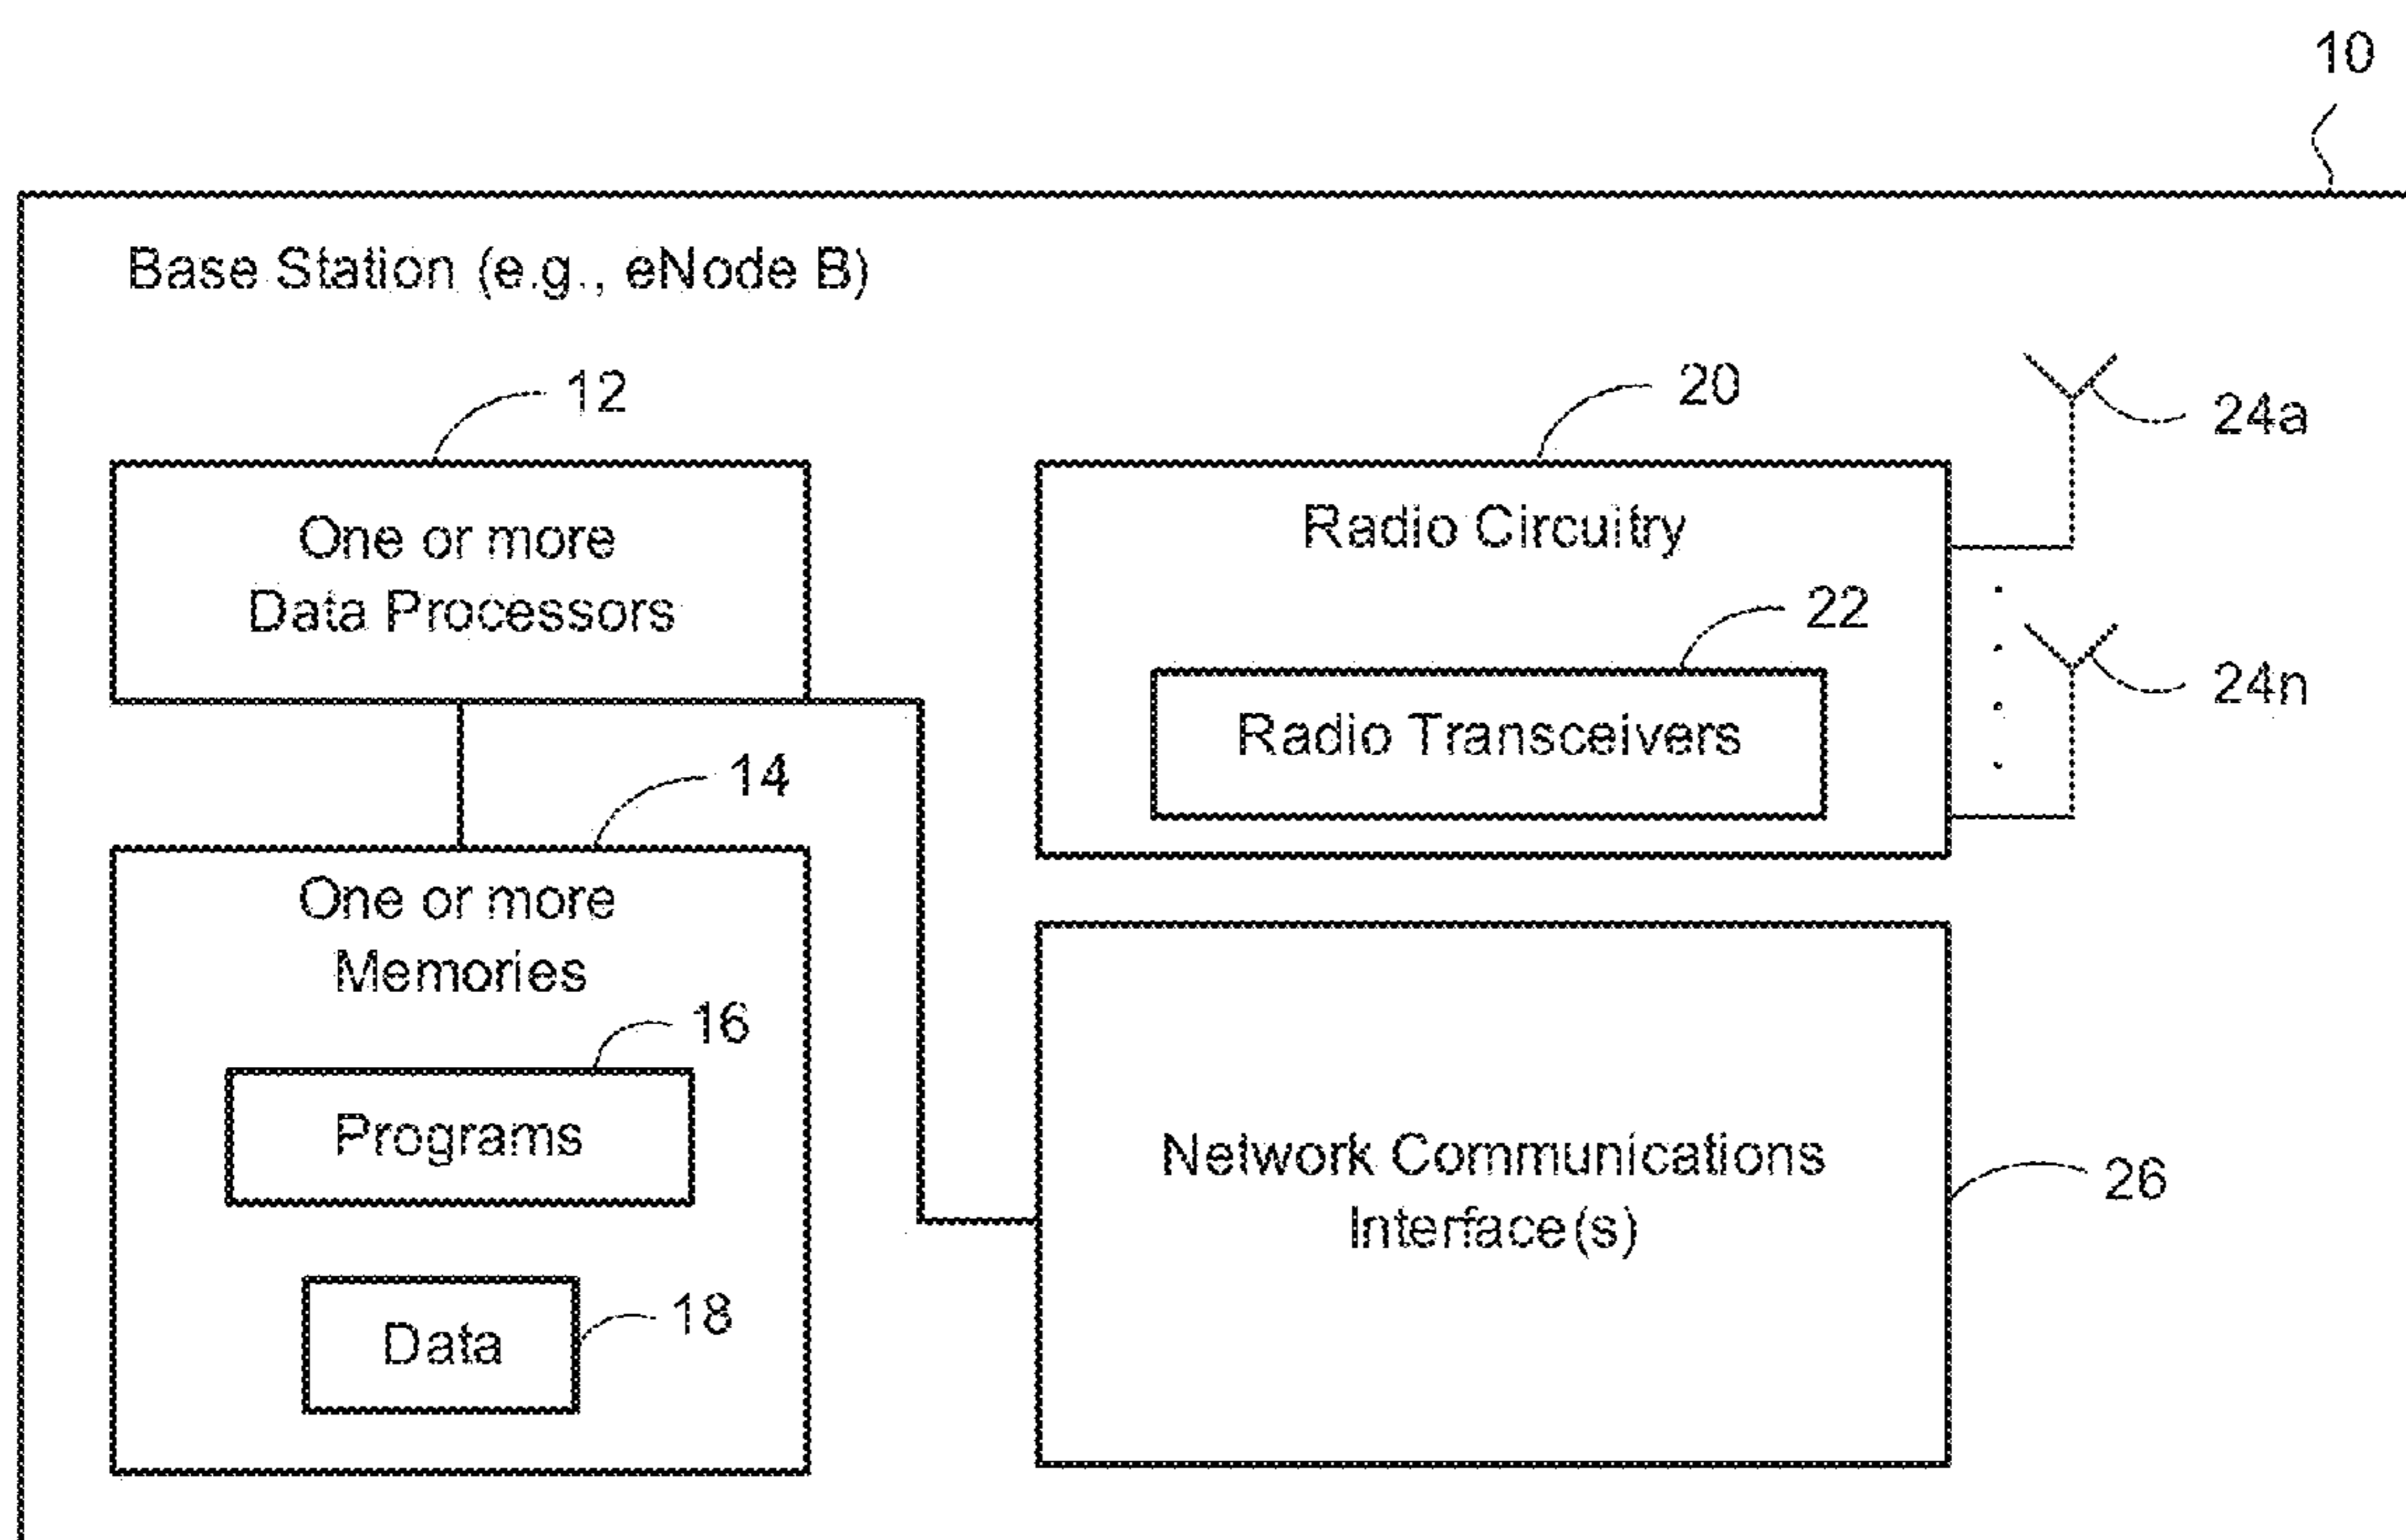 10
Base Station (e.g., eNode B)
12
20
24a
One or more
Data Processors
Radio Circuitry
22
24n
Radio Transceivers
14
One or more
Memories
16
Programs
Network Communications
Interface(s)
26
18
Data